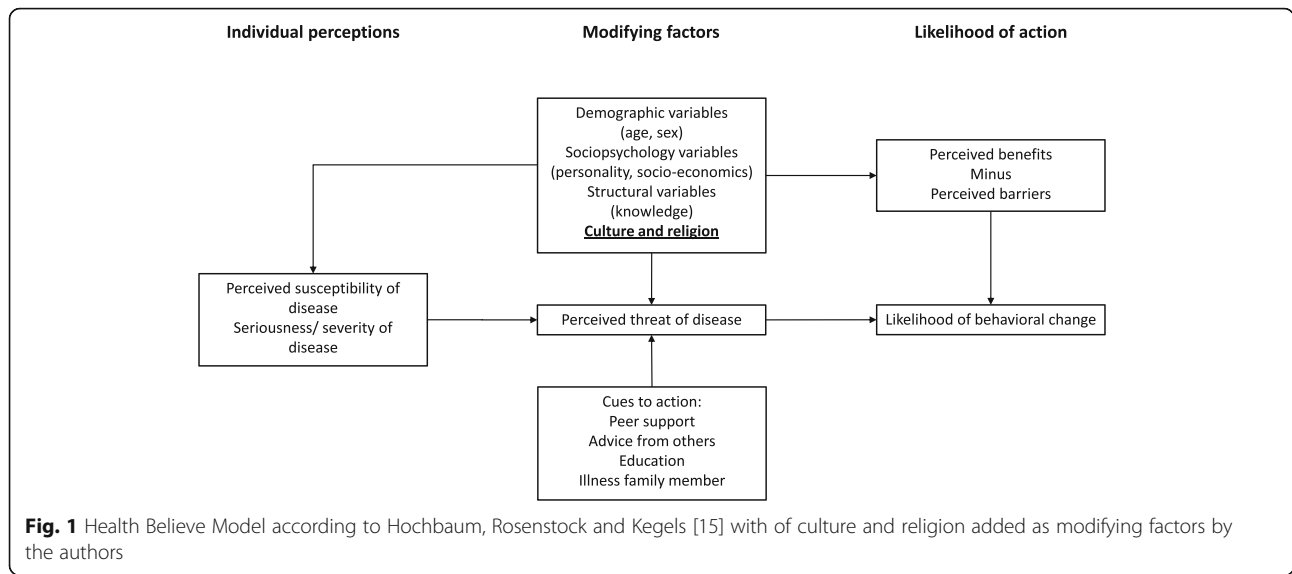 Individual perceptions
Modifying factors
Likelihood of action
Demographic variables
(age, sex)
Sociopsychology variables
(personality, socio-economics)
Structural variables
(knowledge)
Culture and religion
Perceived benefits
Minus
Perceived barriers
Perceived susceptibility of
disease
Seriousness/ severity of
disease
Perceived threat of disease
Likelihood of behavioral change
Cues to action:
Peer support
Advice from others
Education
Illness family member
Fig. 1 Health Believe Model according to Hochbaum, Rosenstock and Kegels [15] with of culture and religion added as modifying factors by
the authors